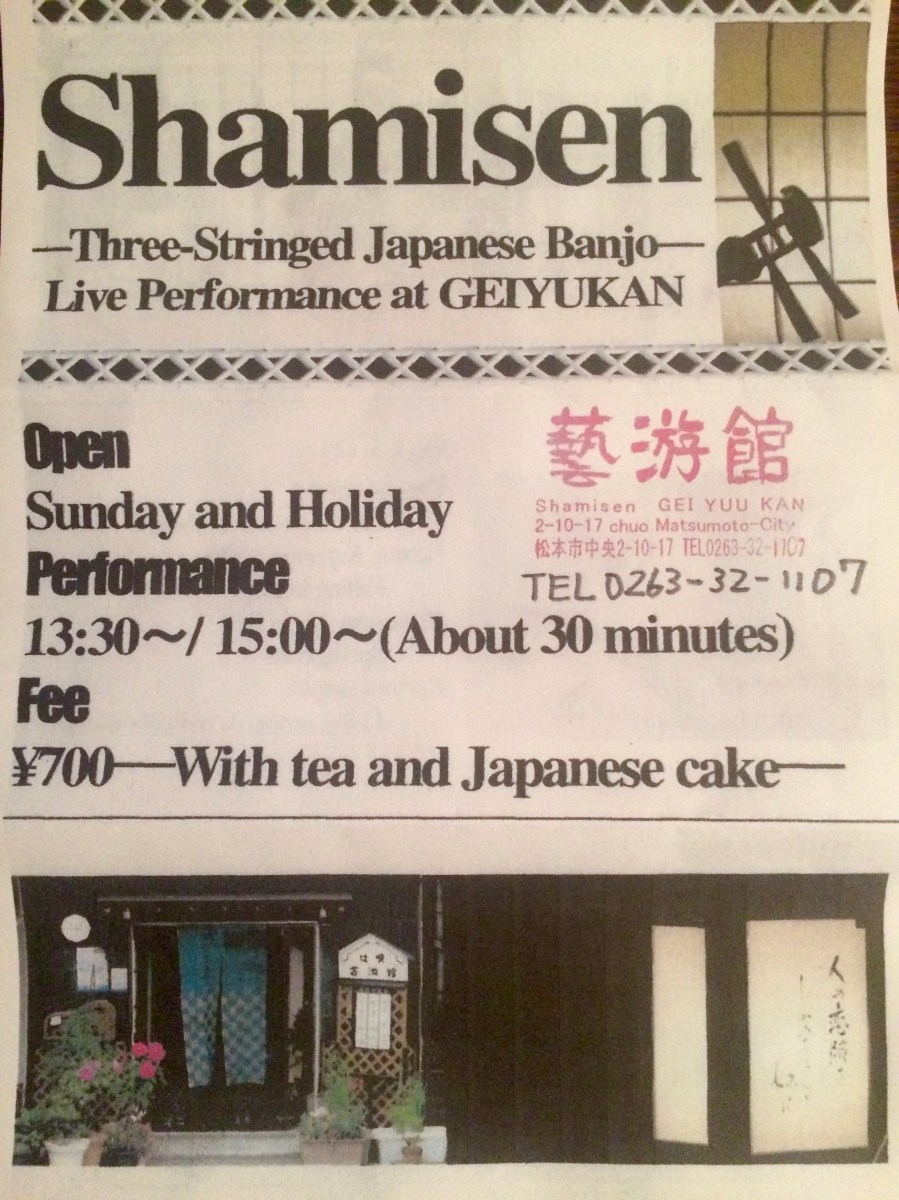 Shamisen
—Three-Stringed Japanese Banjo—
Live Performance at GEIYUKAN
Open
Sunday and Holiday
藝游館
Shamisen GEI YUU KAN
2-10-17 chuo Matsumoto-City
松本市中央2-10-17 TEL0263-32-1107
TEL 0263-32-1107
Performance
13:30〜/ 15:00〜(About 30 minutes)
Fee
¥700—With tea and Japanese cake—
は唄